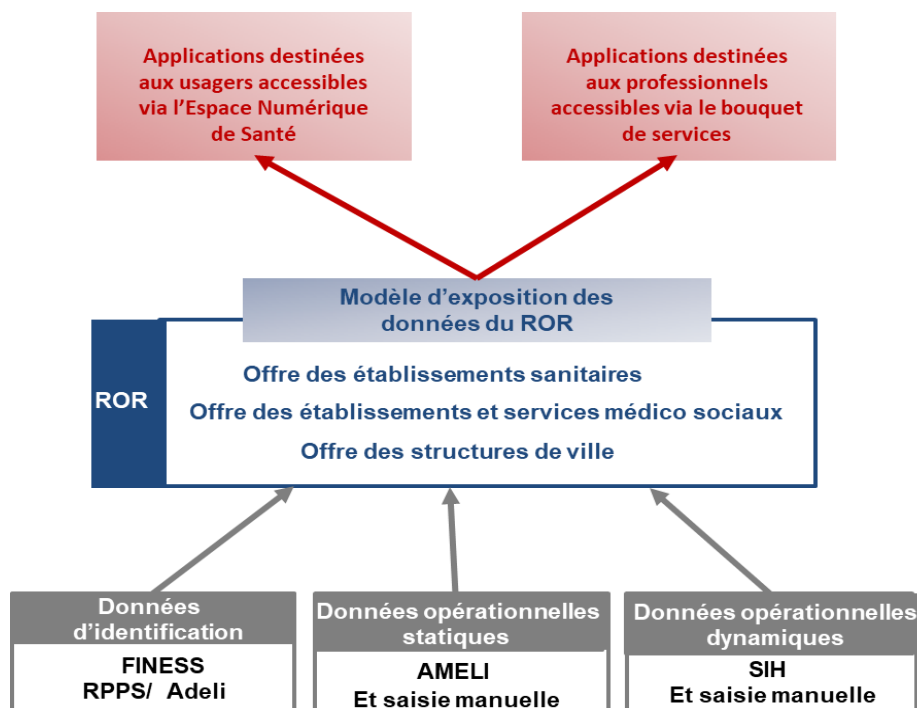 Applications destinées
aux usagers accessibles
via l'Espace Numérique
de Santé
Applications destinées
aux professionnels
accessibles via le bouquet
de services
Modèle d'exposition des
données du ROR
ROR
Offre des établissements sanitaires
Offre des établissements et services médico sociaux
Offre des structures de ville
Données
d'identification
FINESS
RPPS/ Adeli
Données opérationnelles
statiques
AMELI
Et saisie manuelle
Données opérationnelles
dynamiques
SIH
Et saisie manuelle